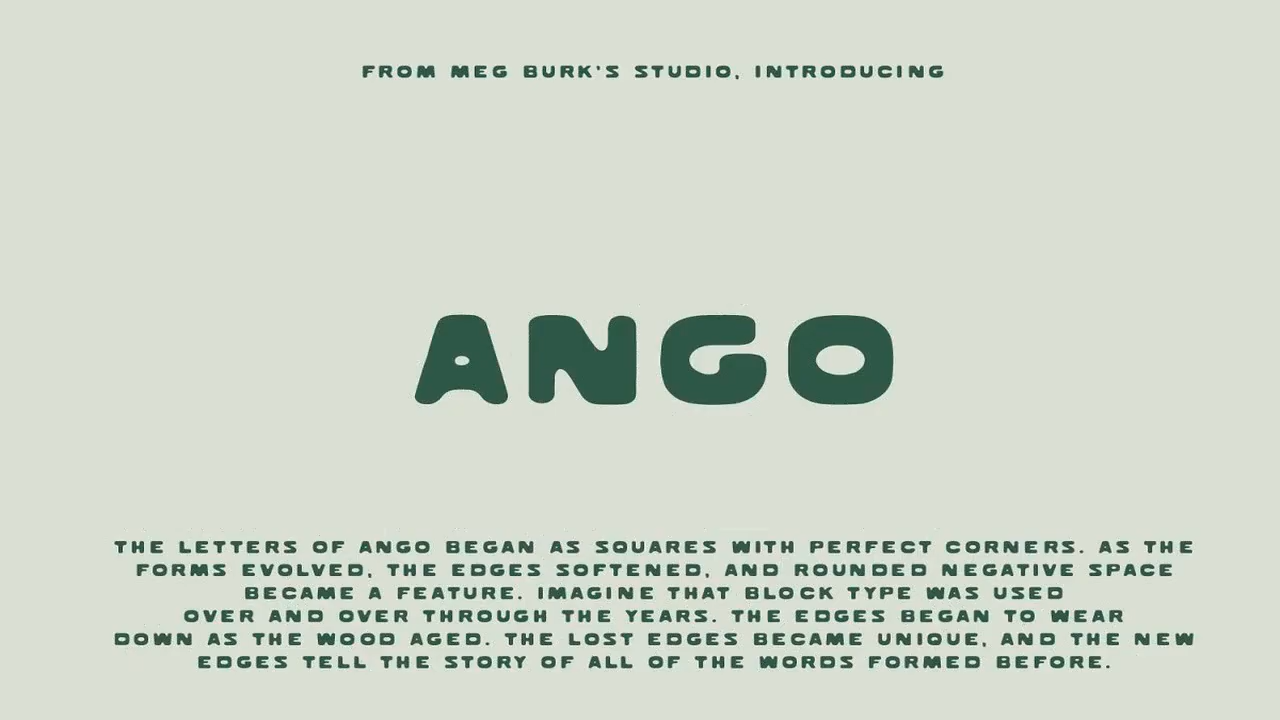 FROM MEG BURK'S STUDIO, INTRODUCING
ANGO
THE LETTERS OF ANGO BEGAN AS SQUARES WITH PERFECT CORNERS. AS THE
FORMS EVOLVED, THE EDGES SOFTENED, AND ROUNDED NEGATIVE SPACE
BECAME A FEATURE. IMAGINE THAT BLOCK TYPE WAS USED
OVER AND OVER THROUGH THE YEARS. THE EDGES BEGAN TO WEAR
DOWN AS THE WOOD AGED. THE LOST EDGES BECAME UNIQUE, AND THE NEW
EDGES TELL THE STORY OF ALL OF THE WORDS FORMED BEFORE.